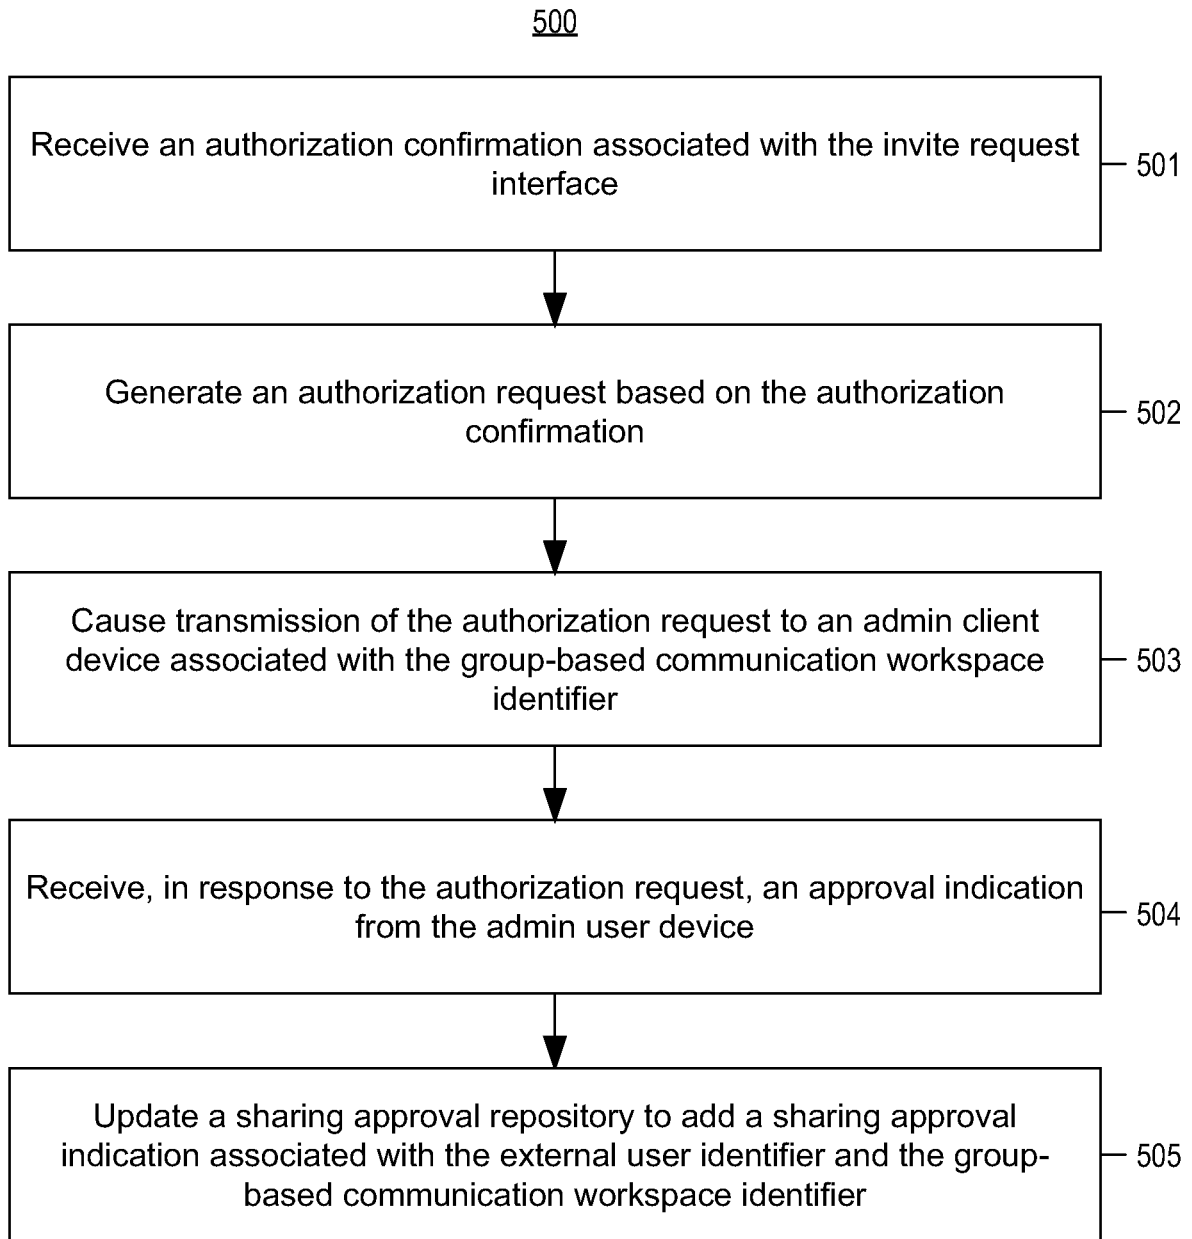 500
Receive an authorization confirmation associated with the invite request
interface
501
Generate an authorization request based on the authorization
confirmation
502
Cause transmission of the authorization request to an admin client
device associated with the group-based communication workspace
identifier
503
Receive, in response to the authorization request, an approval indication
from the admin user device
504
Update a sharing approval repository to add a sharing approval
indication associated with the external user identifier and the group-
based communication workspace identifier
505